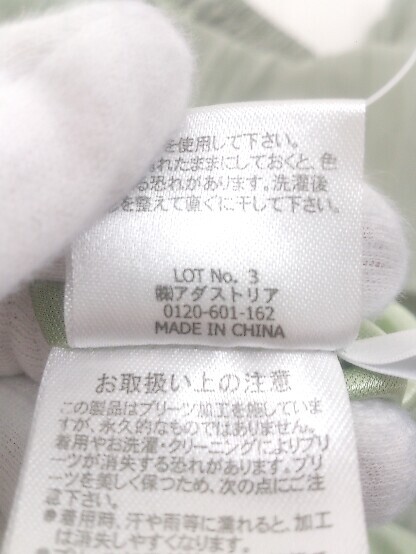 を使用して下さい。
れたままにしておくと、色
る恐れがあります。洗濯後
を整えて直ぐに干して下さい。
LOT No. 3
㈱アダストリア
0120-601-162
MADE IN CHINA
お取扱い上の注意
この製品はプリーツ加工を施していま
すが、永久的なものではありません。
着用やお洗濯・クリーニングによりプリ
ーツが消失する恐れがあります。プリ
ーツを美しく保つため、次の点にご注
意下さい。
●着用時、汗や雨等に濡れると、加工
は消失しやすくなります。